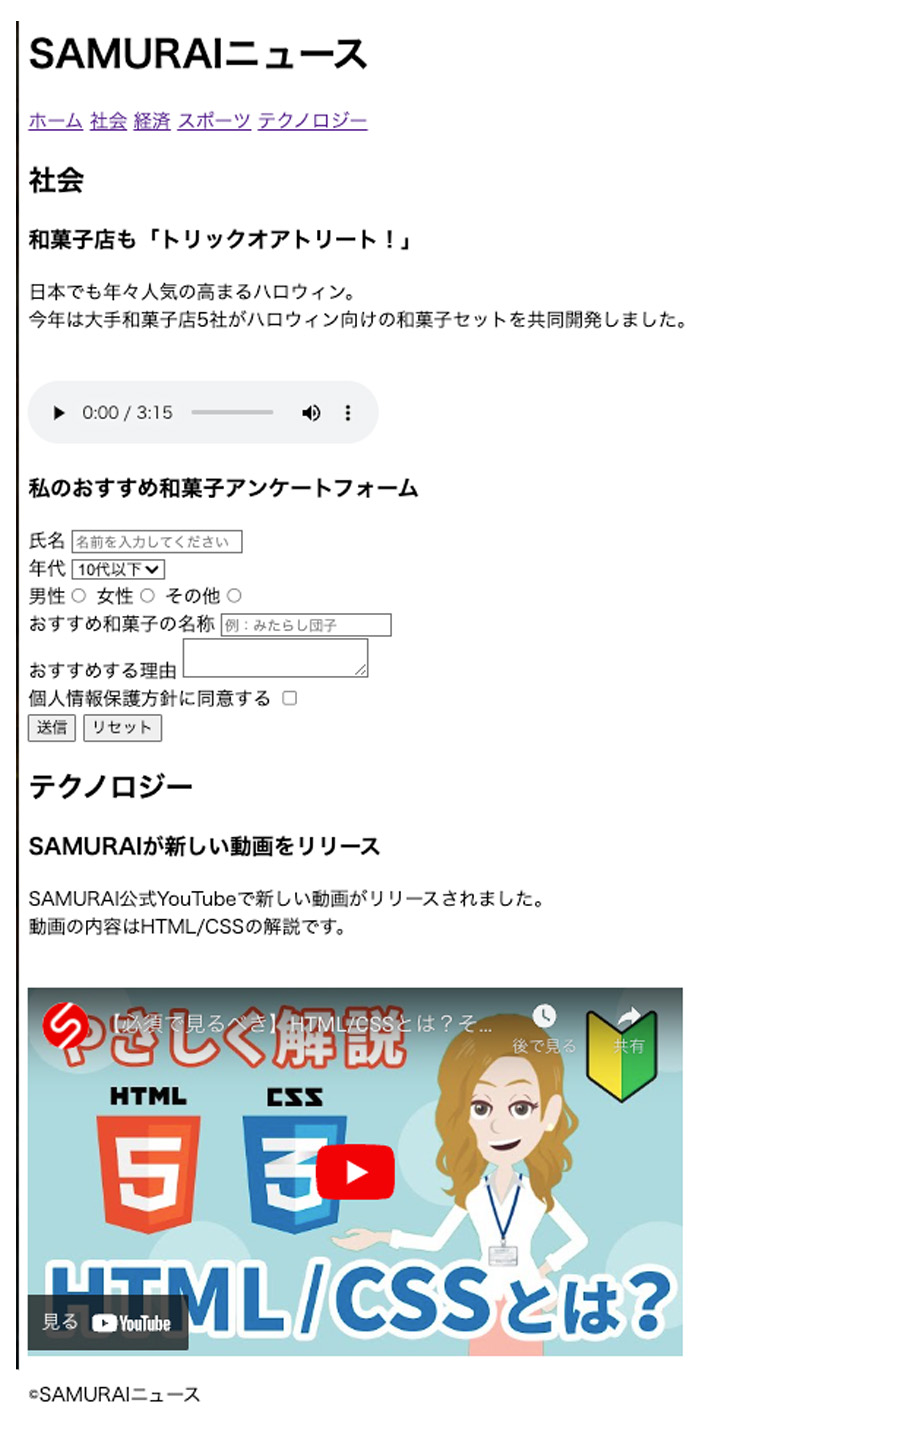 SAMURAIニュース
ホーム 社会 経済 スポーツ テクノロジー
社会
和菓子店も「トリックオアトリート！」
日本でも年々人気の高まるハロウィン。
今年は大手和菓子店5社がハロウィン向けの和菓子セットを共同開発しました。
0:00 / 3:15
私のおすすめ和菓子アンケートフォーム
氏名 名前を入力してください
年代 10代以下
男性 女性 その他
おすすめ和菓子の名称 例：みたらし団子
おすすめする理由
個人情報保護方針に同意する
送信 リセット
テクノロジー
SAMURAIが新しい動画をリリース
SAMURAI公式YouTubeで新しい動画がリリースされました。
動画の内容はHTML/CSSの解説です。
【必須で見るべき】HTML/CSSとは？そ...
後で見る 共有
やさしく解説
HTML CSS
5 3
HTML/CSSとは？
見る YouTube
©SAMURAIニュース